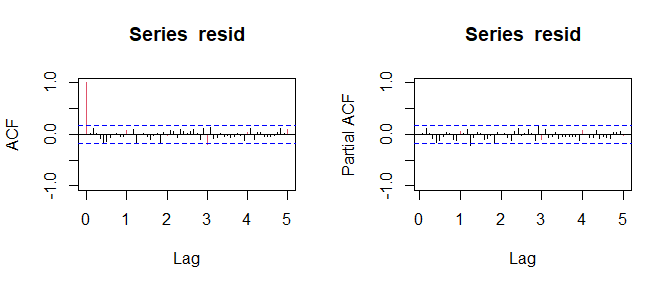 Series resid
ACF
1.0
0.0
-1.0
0 1 2 3 4 5
Lag
Series resid
Partial ACF
1.0
0.0
-1.0
0 1 2 3 4 5
Lag